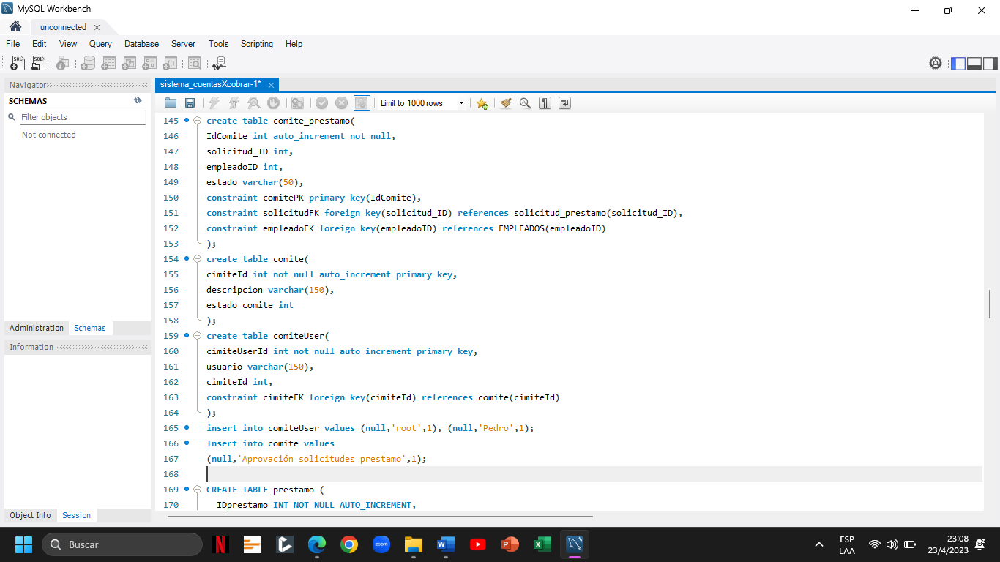 MySQL Workbench
unconnected
File Edit View Query Database Server Tools Scripting Help
Navigator
SCHEMAS
Filter objects
Not connected
Administration Schemas
Information
Object Info Session
sistema_cuentasXcobrar-1*
Limit to 1000 rows
145 create table comite_prestamo(
146 IdComite int auto_increment not null,
147 solicitud_ID int,
148 empleadoID int,
149 estado varchar(50),
150 constraint comitePK primary key(IdComite),
151 constraint solicitudFK foreign key(solicitud_ID) references solicitud_prestamo(solicitud_ID),
152 constraint empleadoFK foreign key(empleadoID) references EMPLEADOS(empleadoID)
153 );
154 create table comite(
155 cimiteId int not null auto_increment primary key,
156 descripcion varchar(150),
157 estado_comite int
158 );
159 create table comiteUser(
160 cimiteUserId int not null auto_increment primary key,
161 usuario varchar(150),
162 cimiteId int,
163 constraint cimiteFK foreign key(cimiteId) references comite(cimiteId)
164 );
165 insert into comiteUser values (null,'root',1), (null,'Pedro',1);
166 Insert into comite values
167 (null,'Aprovación solicitudes prestamo',1);
168
169 CREATE TABLE prestamo (
170 IDprestamo INT NOT NULL AUTO_INCREMENT,
Buscar
zoom
ESP
LAA
23:08
23/4/2023